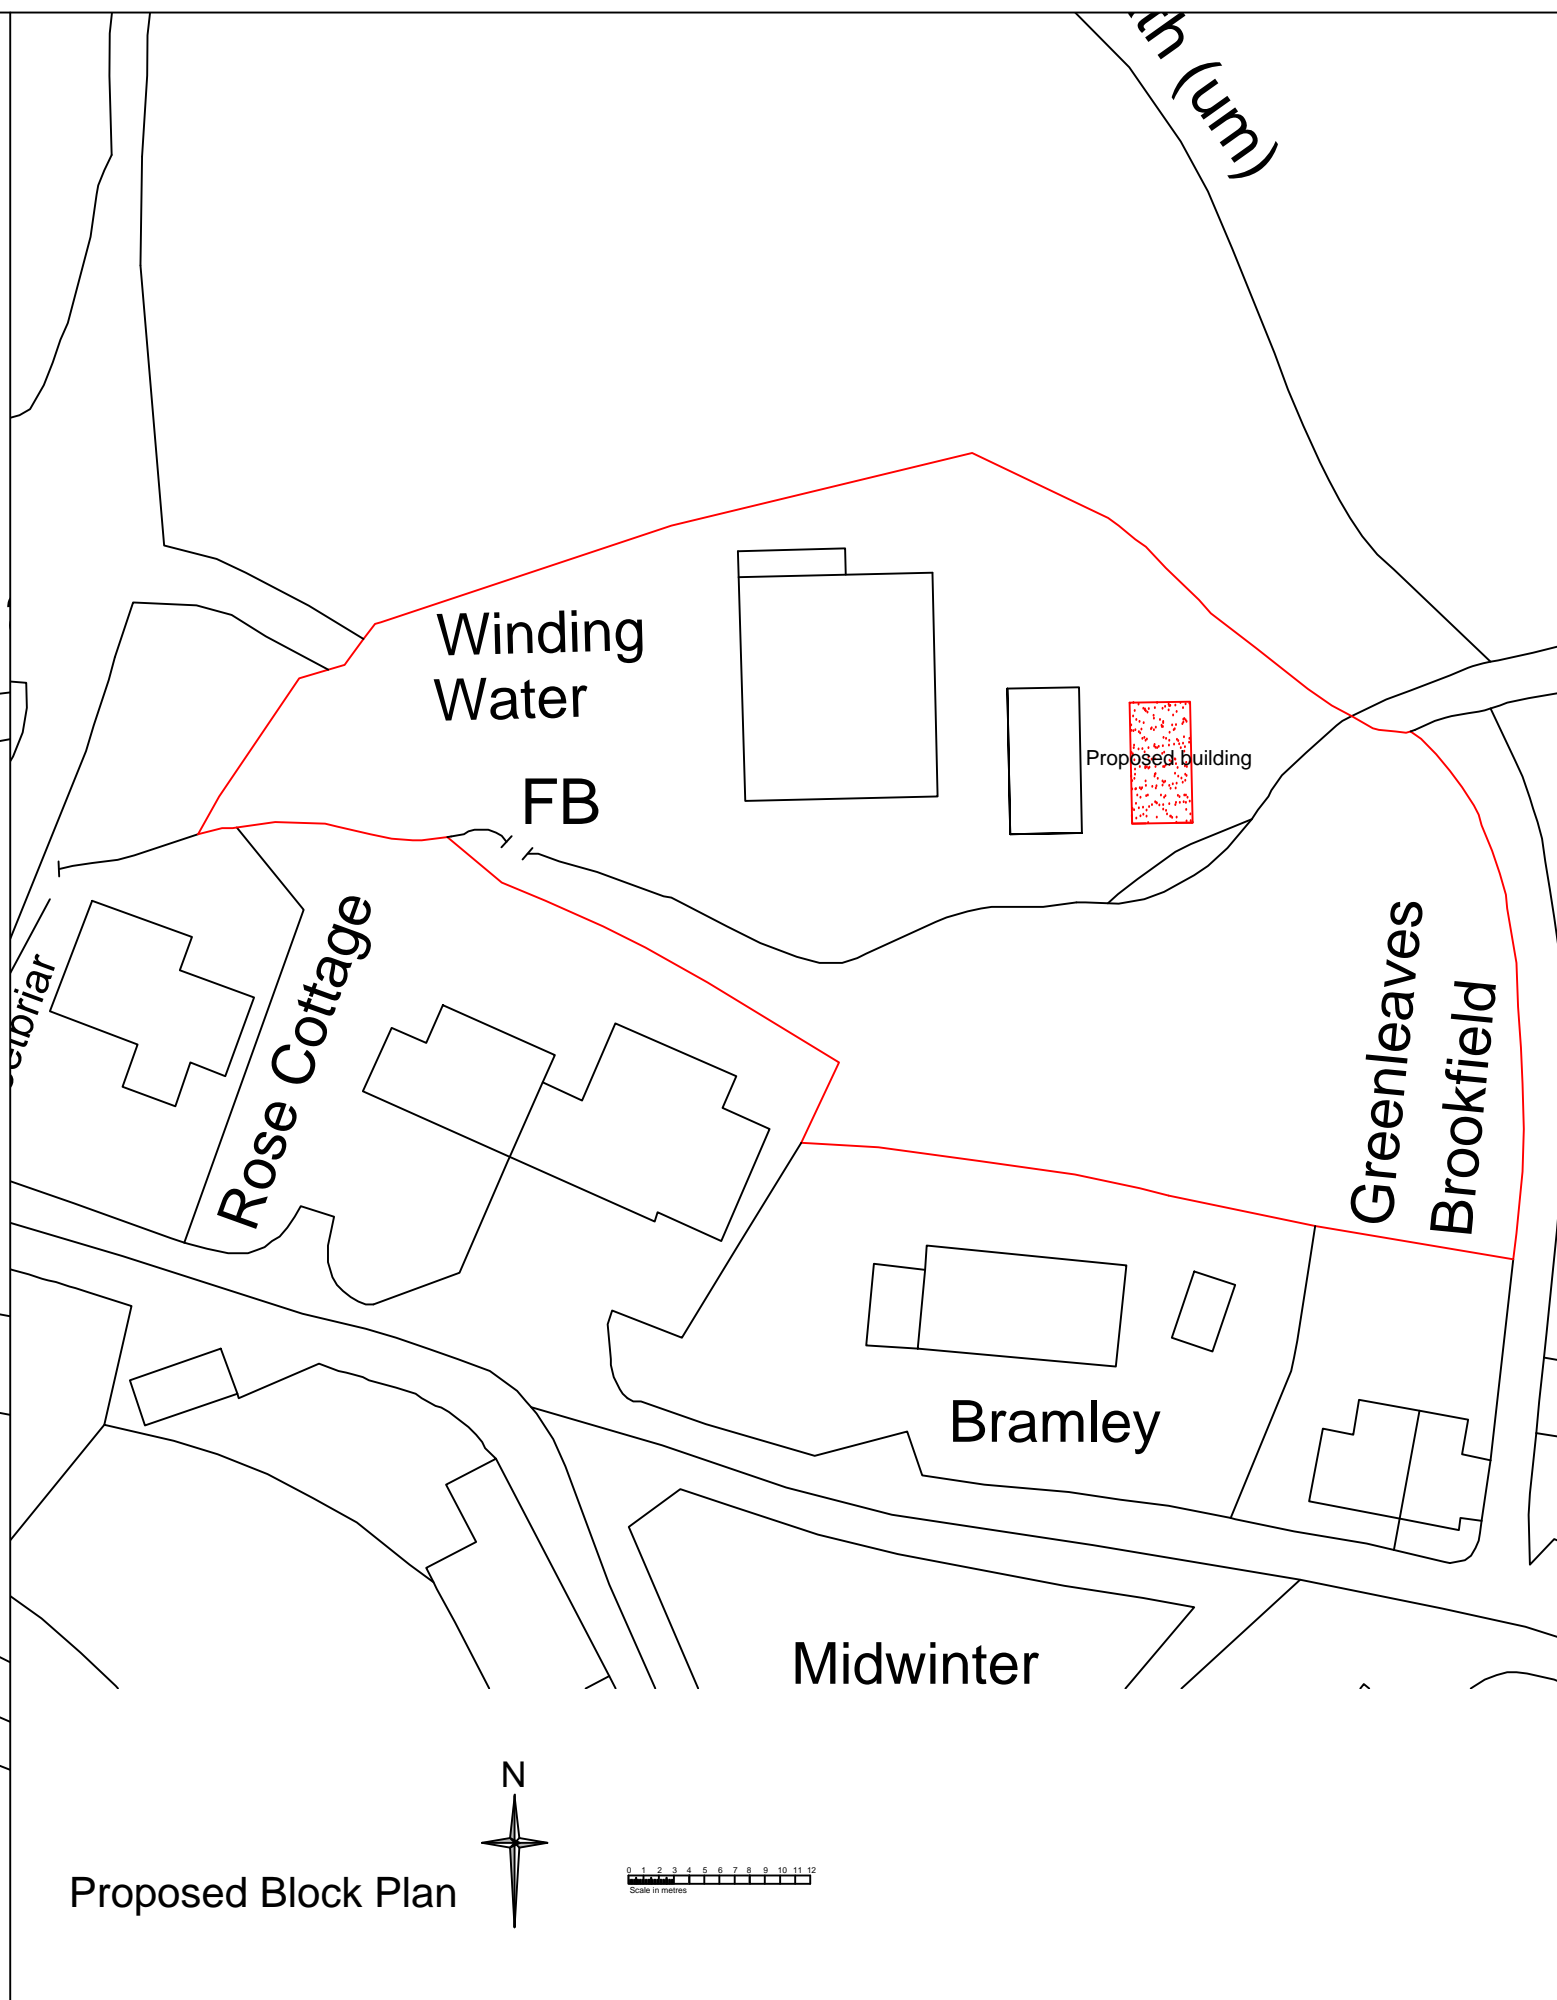 (um)
Winding
Water
FB
Proposed building
Rose Cottage
Greenleaves
Brookfield
Bramley
Midwinter
N
Proposed Block Plan
0 1 2 3 4 5 6 7 8 9 10 11 12
Scale in metres